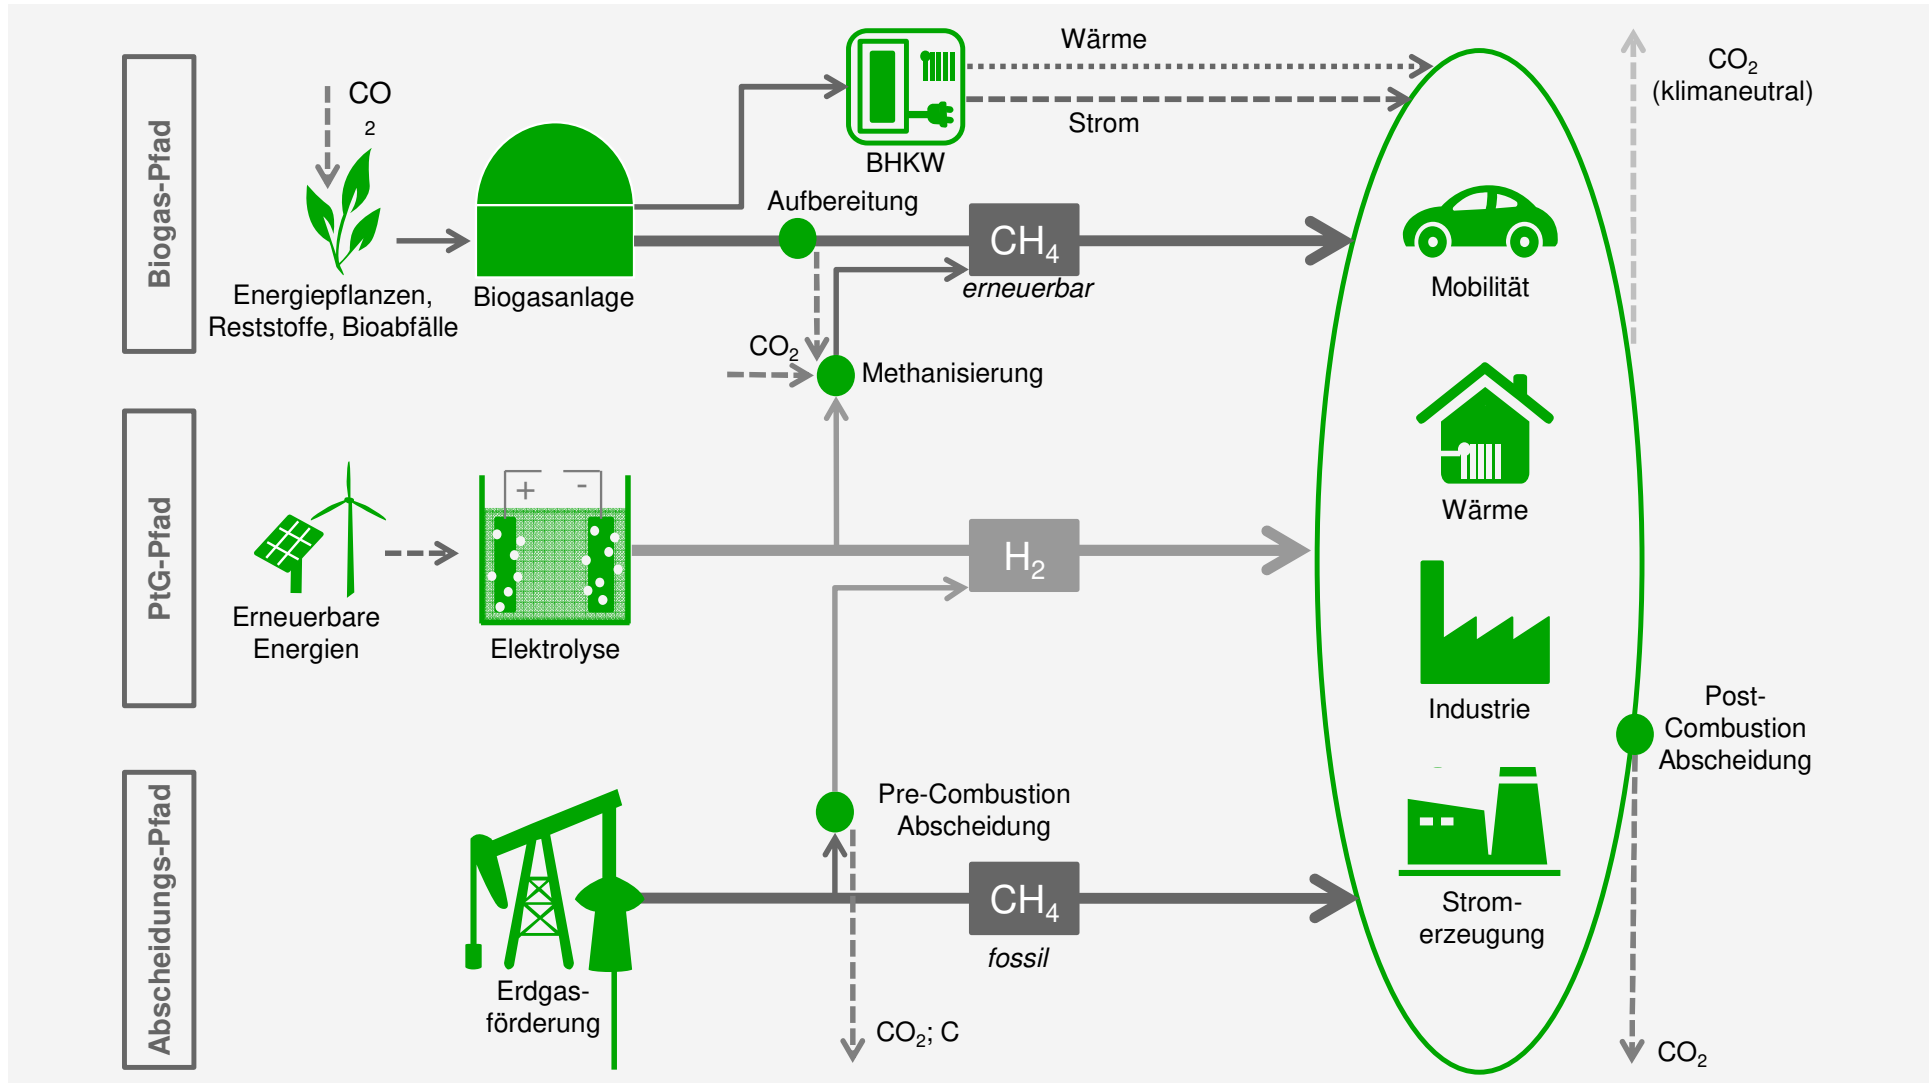 Biogas-Pfad
CO
2
Energiepflanzen,
Reststoffe, Bioabfälle
Biogasanlage
BHKW
Wärme
Strom
Aufbereitung
CH₄
erneuerbar
CO₂
Methanisierung
Mobilität
CO₂
(klimaneutral)
PtG-Pfad
Erneuerbare
Energien
+ -
Elektrolyse
H₂
Wärme
Industrie
Abscheidungs-Pfad
Erdgas-
förderung
Pre-Combustion
Abscheidung
CH₄
fossil
CO₂; C
Strom-
erzeugung
Post-
Combustion
Abscheidung
CO₂